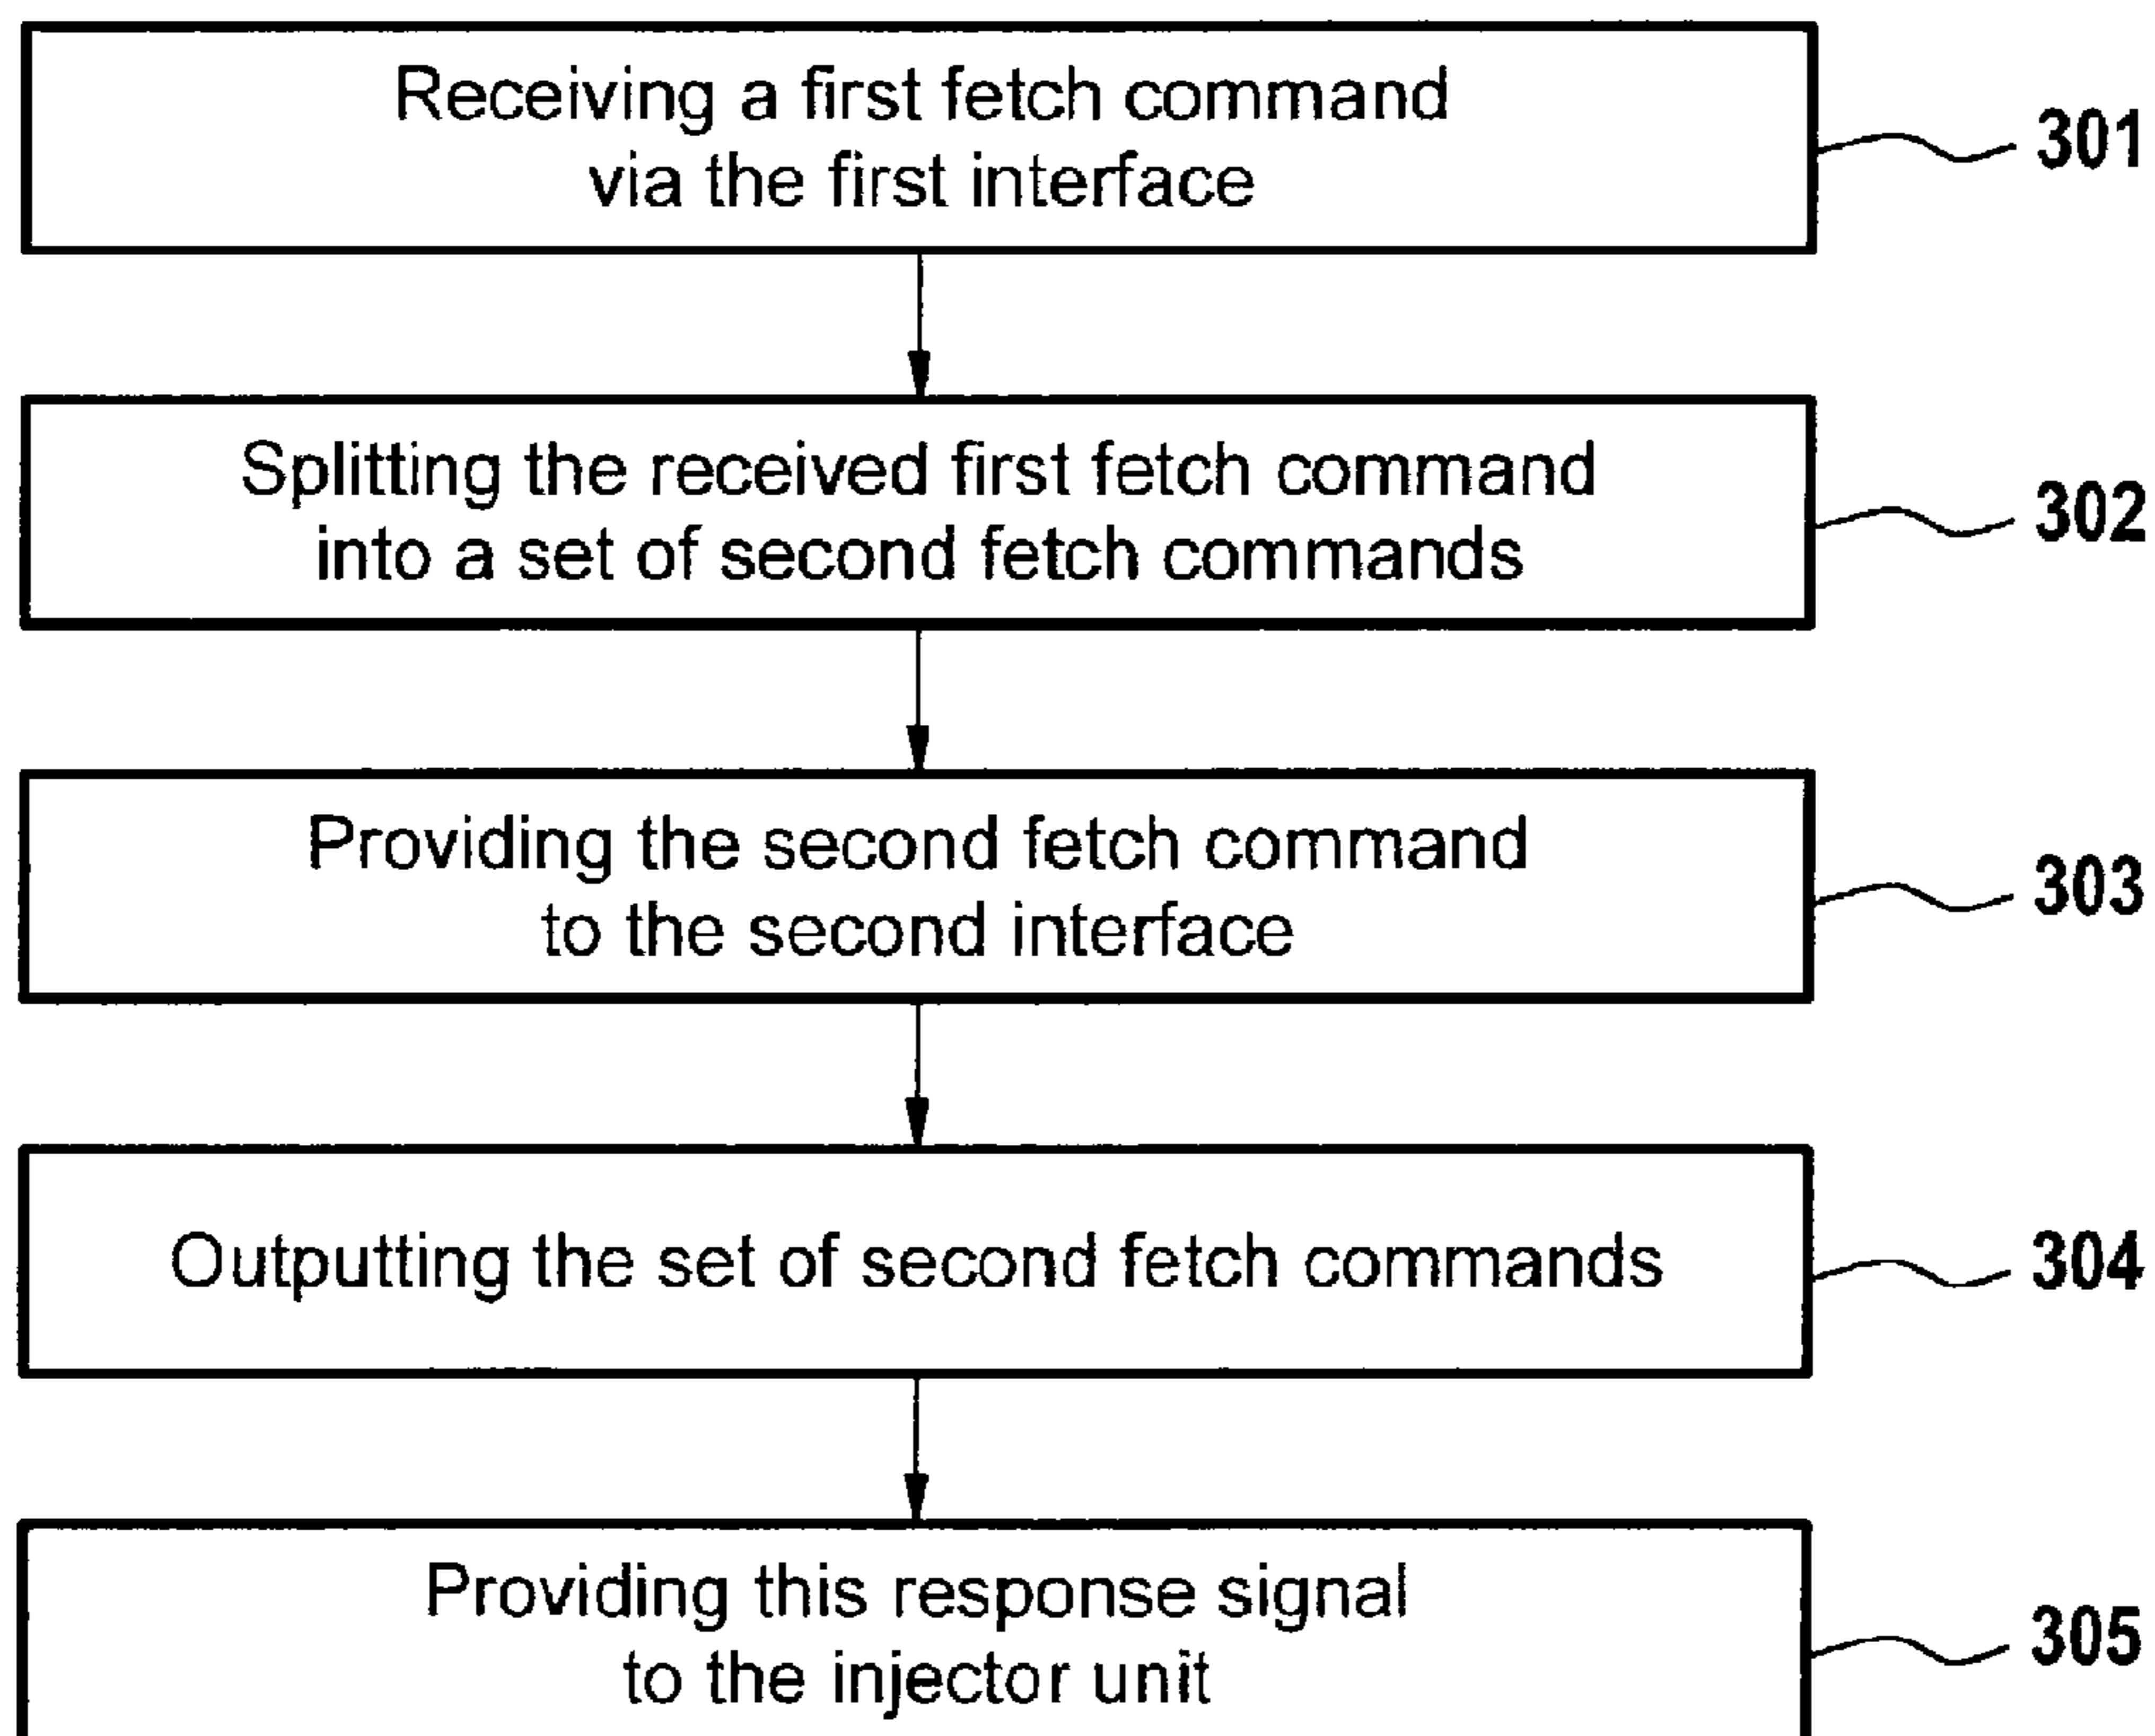 Receiving a first fetch command
via the first interface
301
Splitting the received first fetch command
into a set of second fetch commands
302
Providing the second fetch command
to the second interface
303
Outputting the set of second fetch commands
304
Providing this response signal
to the injector unit
305